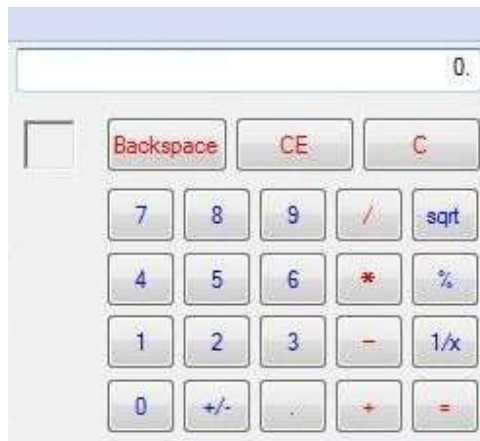 0.
Backspace CE C
7 8 9 / sqrt
4 5 6 * %
1 2 3 - 1/x
0 +/- . + =